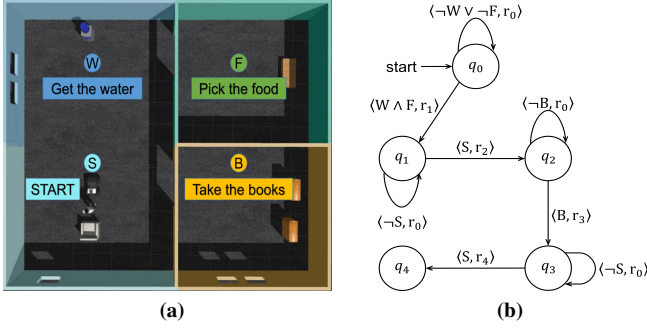 W
Get the water
F
Pick the food
S
START
B
Take the books
(a)
⟨¬W ∨ ¬F, r₀⟩
start
q₀
⟨W ∧ F, r₁⟩
⟨¬B, r₀⟩
q₁
⟨S, r₂⟩
q₂
⟨¬S, r₀⟩
⟨B, r₃⟩
q₄
⟨S, r₄⟩
q₃
⟨¬S, r₀⟩
(b)